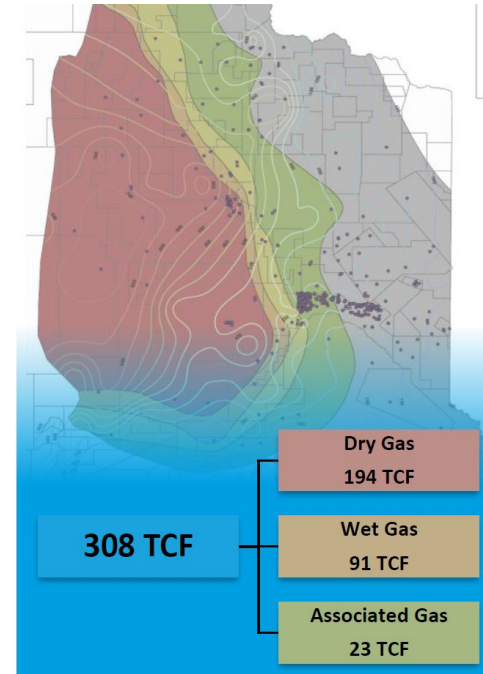 Dry Gas
194 TCF
308 TCF
Wet Gas
91 TCF
Associated Gas
23 TCF